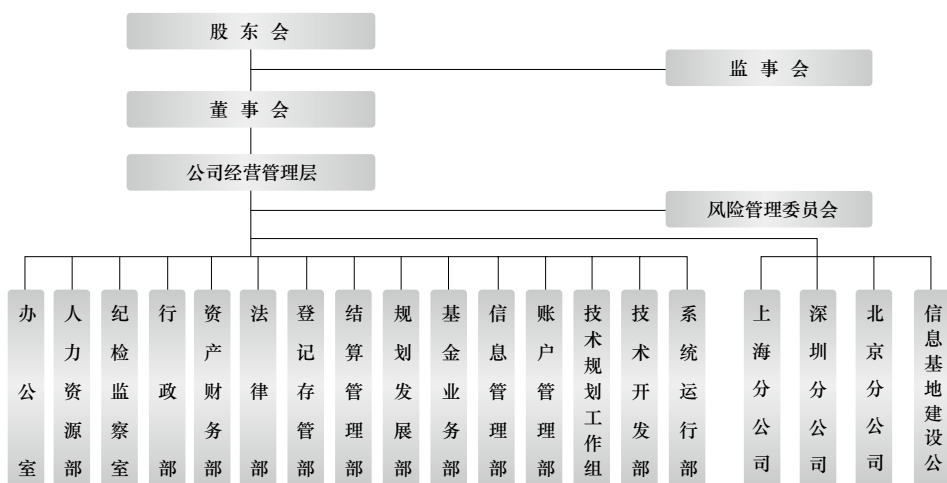 股东会
监事会
董事会
公司经营管理层
风险管理委员会
办公室
人力资源部
纪检监察室
行政部
资产财务部
法律部
登记存管部
结算管理部
规划发展部
基金业务部
信息管理部
账户管理部
技术规划工作组
技术开发部
系统运行部
上海分公司
深圳分公司
北京分公司
信息基地建设公